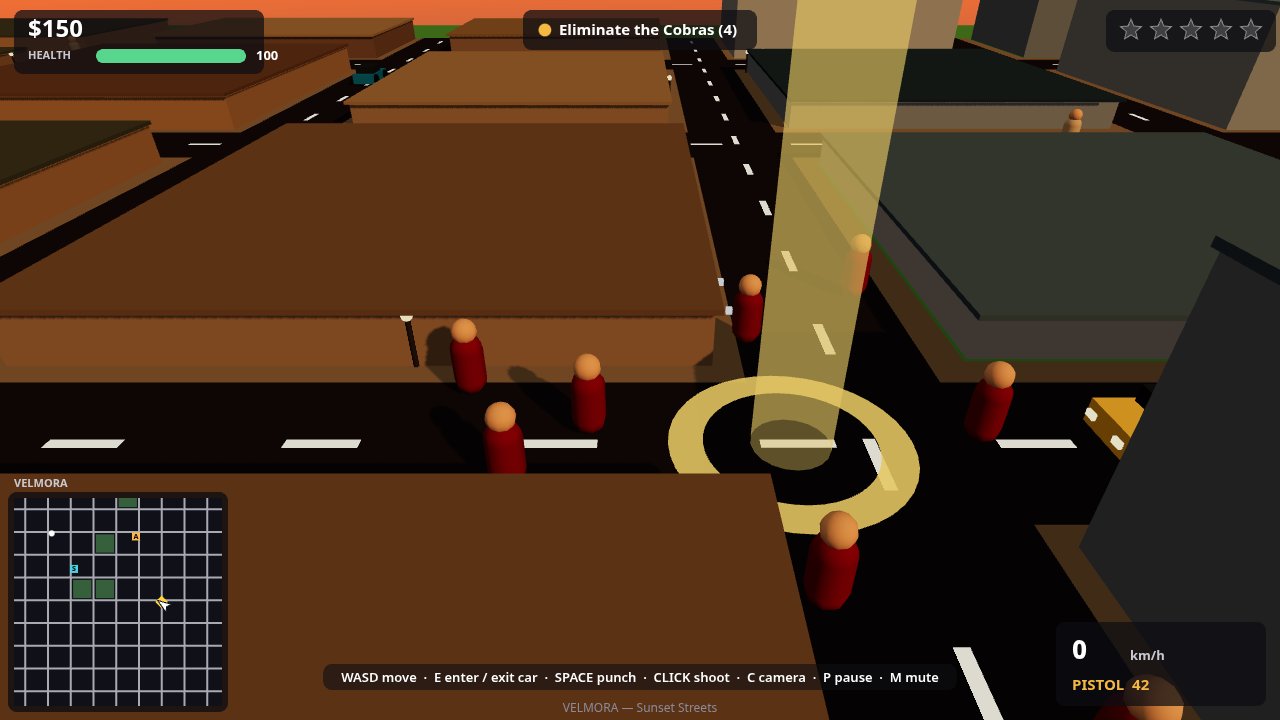 $150
HEALTH 100
Eliminate the Cobras (4)
VELMORA
A
S
WASD move · E enter / exit car · SPACE punch · CLICK shoot · C camera · P pause · M mute
VELMORA — Sunset Streets
0 km/h
PISTOL 42